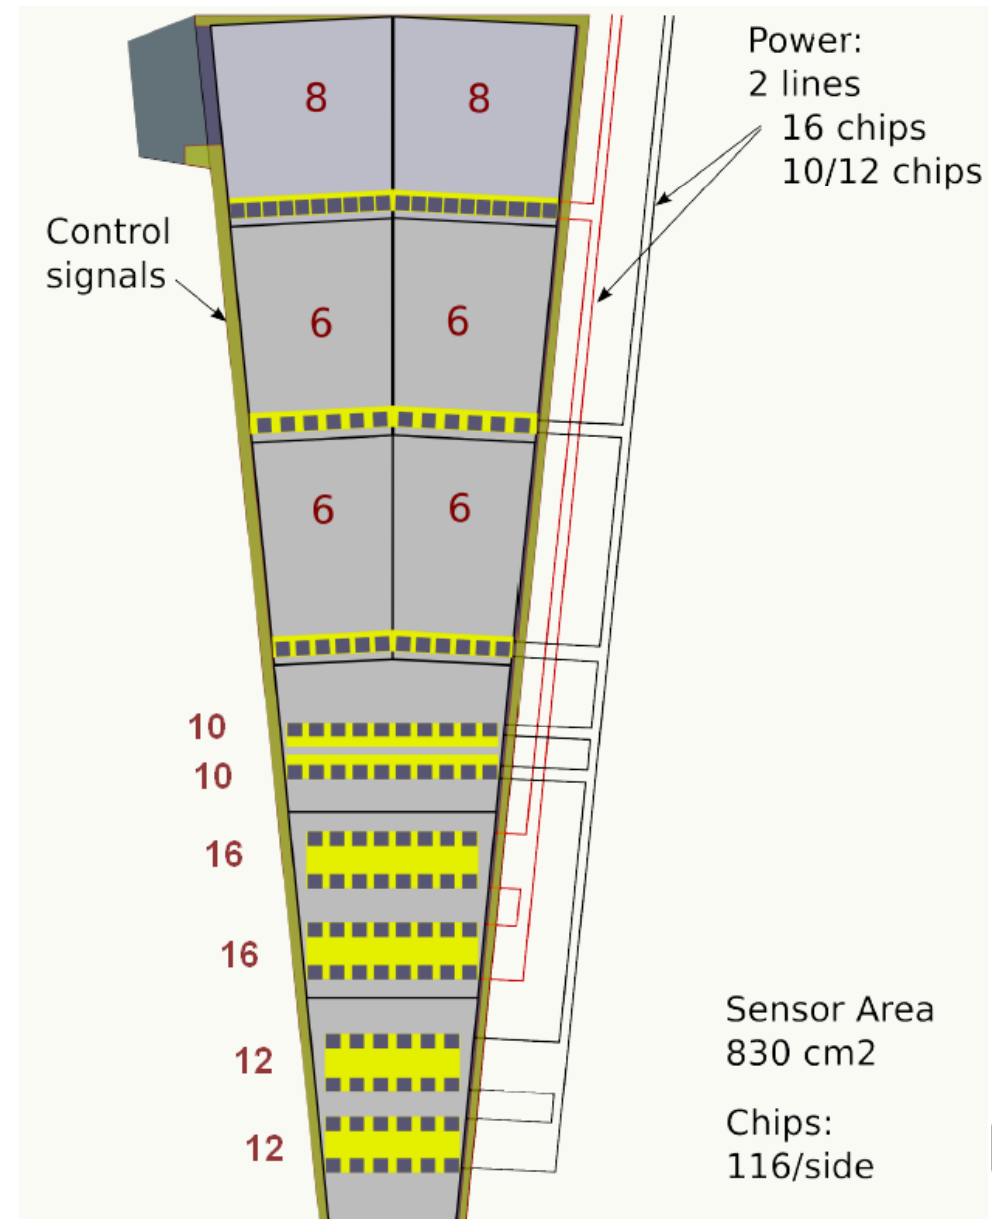 Power:
2 lines
16 chips
10/12 chips
8 8
Control
signals
6 6
6 6
10
10
16
16
12
12
Sensor Area
830 cm2
Chips:
116/side